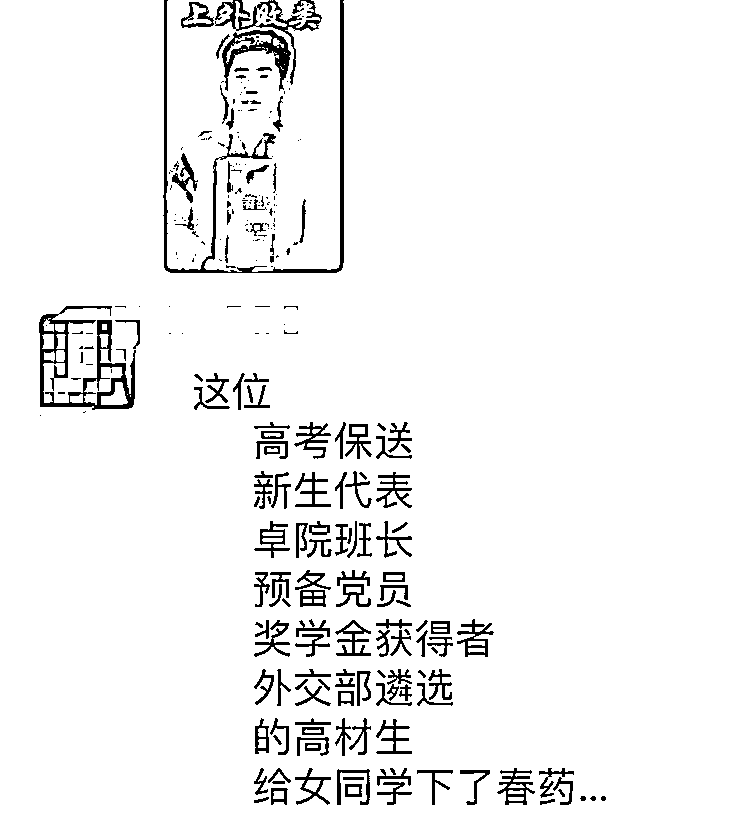 上外败类
这位
高考保送
新生代表
卓院班长
预备党员
奖学金获得者
外交部遴选
的高材生
给女同学下了春药...